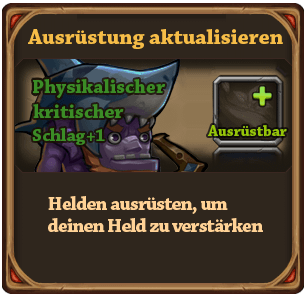 Ausrüstung aktualisieren
Physikalischer
kritischer
Schlag+1
Ausrüstbar
Helden ausrüsten, um
deinen Held zu verstärken